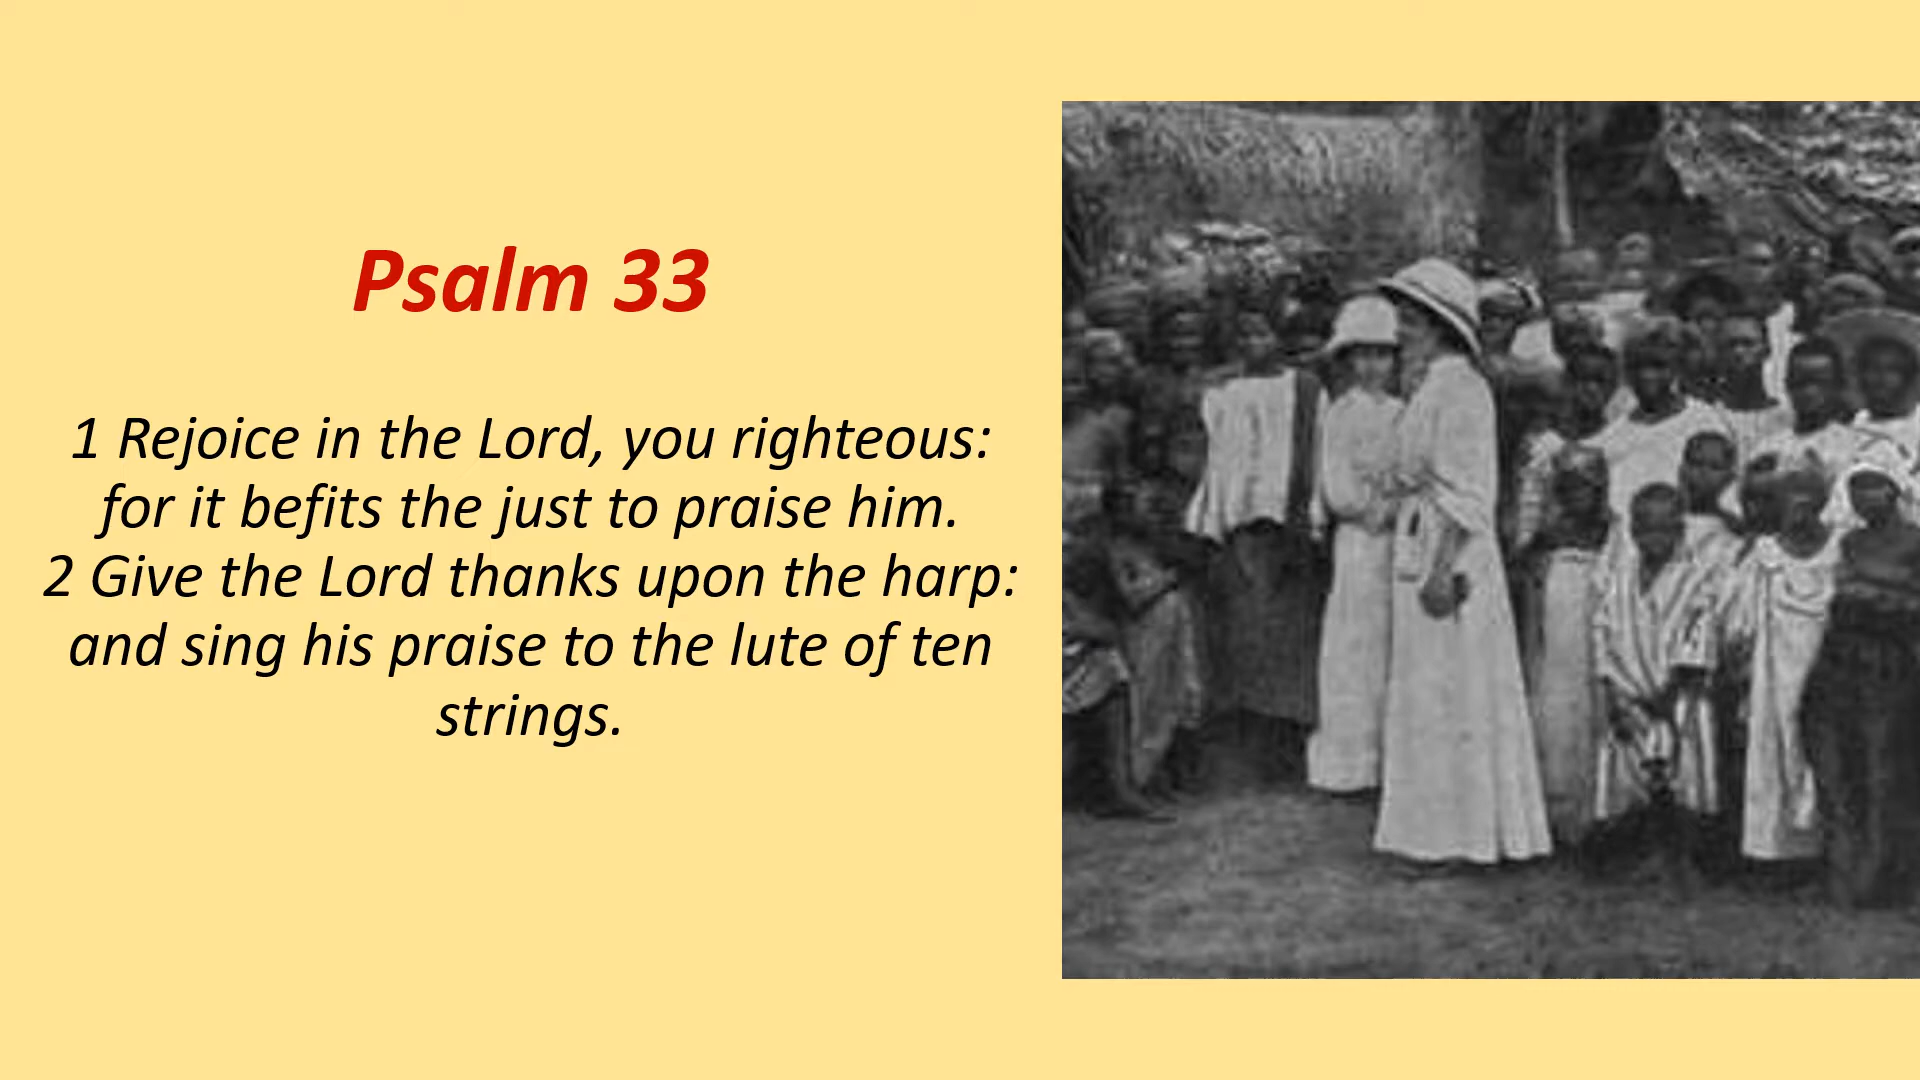 Psalm 33
1 Rejoice in the Lord, you righteous:
for it befits the just to praise him.
2 Give the Lord thanks upon the harp:
and sing his praise to the lute of ten
strings.